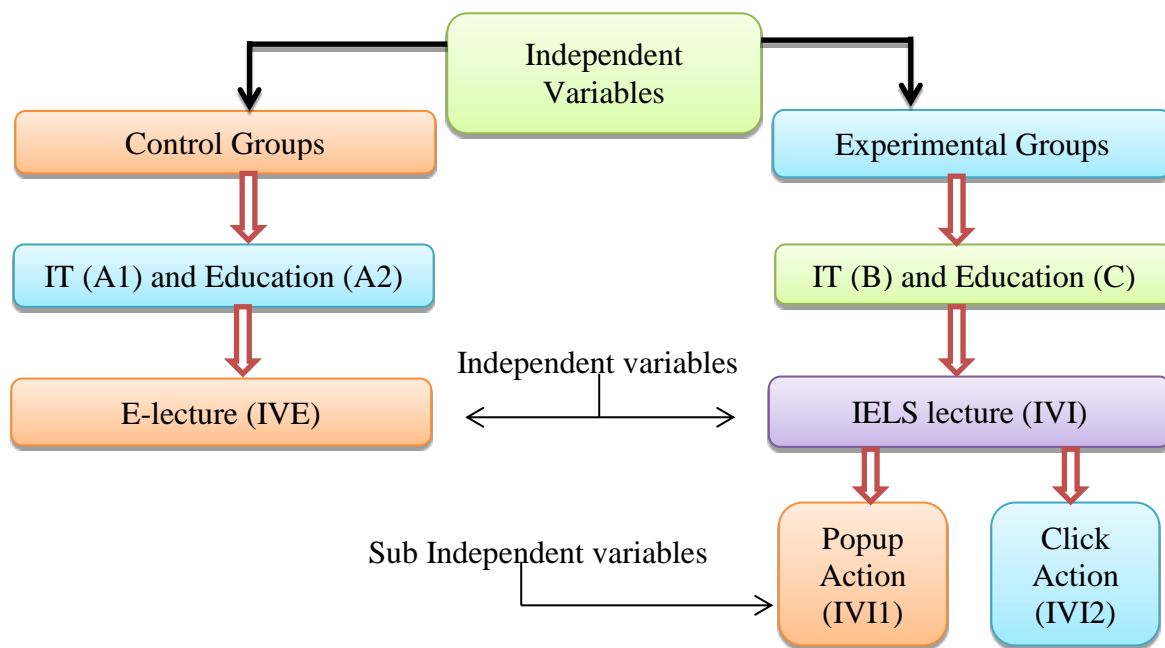 Independent
Variables
Control Groups
Experimental Groups
IT (A1) and Education (A2)
IT (B) and Education (C)
Independent variables
E-lecture (IVE)
IELS lecture (IVI)
Sub Independent variables
Popup
Action
(IVI1)
Click
Action
(IVI2)